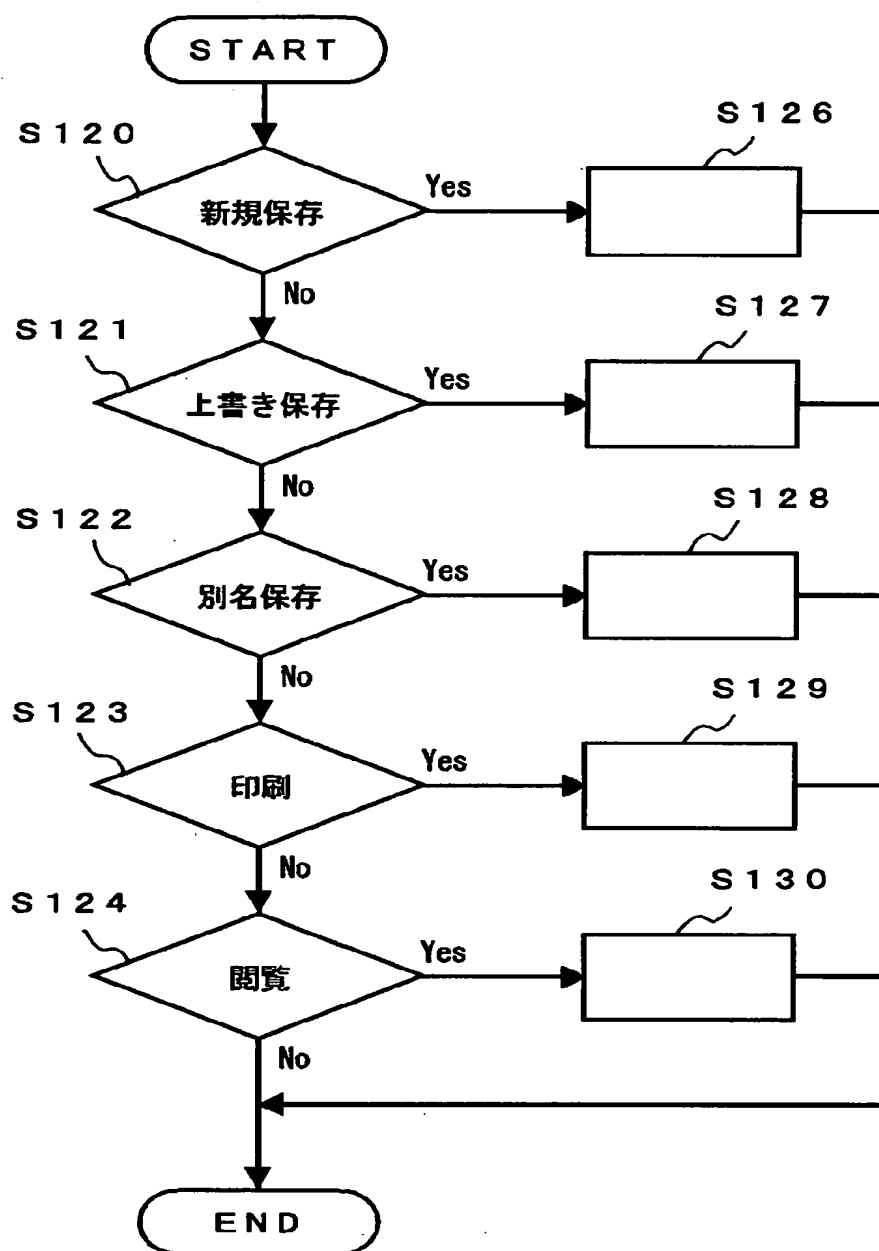 START
S120
S126
新規保存
Yes
No
S121
S127
上書き保存
Yes
No
S122
S128
別名保存
Yes
No
S123
S129
印刷
Yes
No
S124
S130
閲覧
Yes
No
END